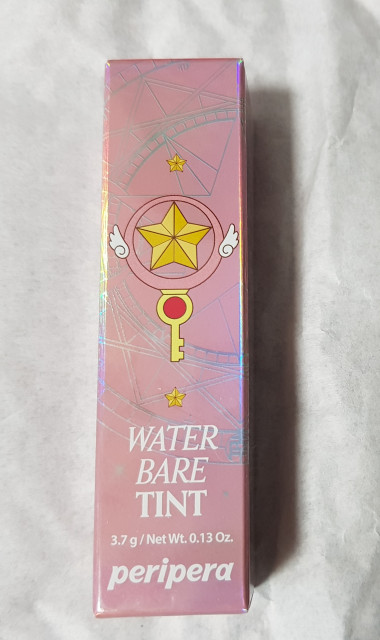 WATER
BARE
TINT
3.7 g / Net Wt. 0.13 Oz.
peripera